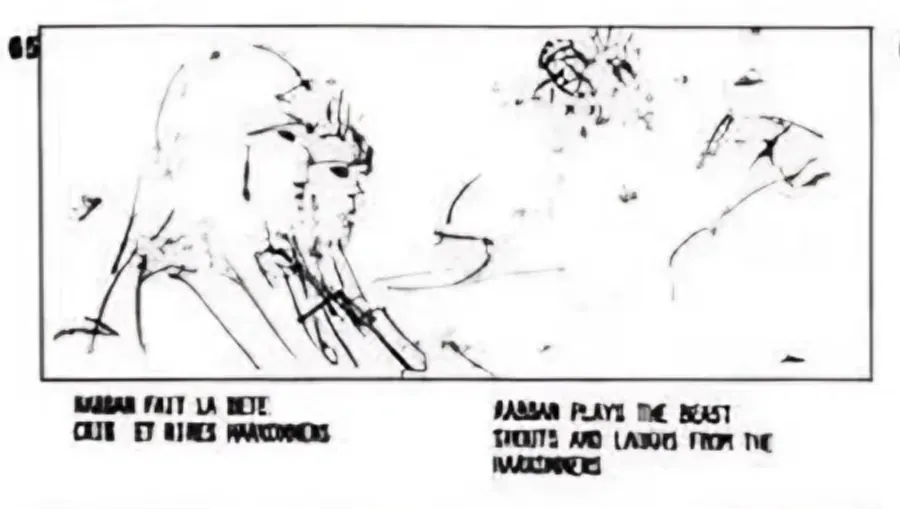 65
RABBAN FAIT LA BETE
CRIS ET RIRES HARKONNENS
RABBAN PLAYS THE BEAST
SHOUTS AND LAUGHS FROM THE
HARKONNENS